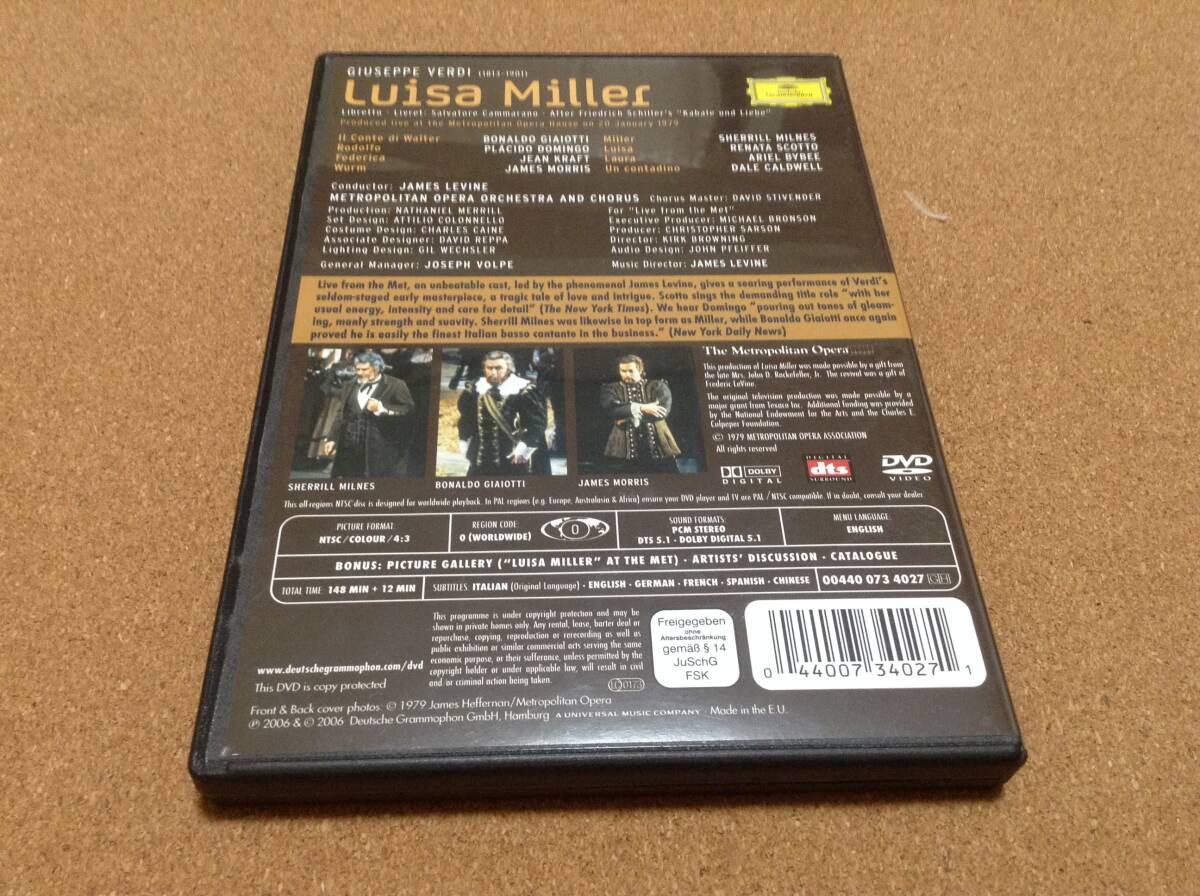 GIUSEPPE VERDI (1813-1901)
Luisa Miller
Libretto · Livret: Salvatore Cammarano · After Friedrich Schiller's "Kabale und Liebe"
Produced live at the Metropolitan Opera House on 20 January 1979
Il Conte di Walter BONALDO GIAIOTTI Miller SHERRILL MILNES
Rodolfo PLÁCIDO DOMINGO Luisa RENATA SCOTTO
Federica JEAN KRAFT Laura ARIEL BYBEE
Wurm JAMES MORRIS Un contadino DALE CALDWELL
Conductor: JAMES LEVINE
METROPOLITAN OPERA ORCHESTRA AND CHORUS Chorus Master: DAVID STIVENDER
Production: NATHANIEL MERRILL
Set Design: ATTILIO COLONNELLO
Costume Design: CHARLES CAINE
Associate Designer: DAVID REPPA
Lighting Design: GIL WECHSLER
General Manager: JOSEPH VOLPE
For "Live from the Met"
Executive Producer: MICHAEL BRONSON
Producer: CHRISTOPHER SARSON
Director: KIRK BROWNING
Audio Design: JOHN PFEIFFER
Music Director: JAMES LEVINE
Live from the Met, an unbeatable cast, led by the phenomenal James Levine, gives a searing performance of Verdi's
seldom-staged early masterpiece, a tragic tale of love and intrigue. Scotto sings the demanding title role "with her
usual energy, intensity and care for detail" (The New York Times). We hear Domingo "pouring out tones of gleam-
ing, manly strength and suavity. Sherrill Milnes was likewise in top form as Miller, while Bonaldo Giaiotti once again
proved he is easily the finest Italian basso cantante in the business." (New York Daily News)
SHERRILL MILNES
BONALDO GIAIOTTI
JAMES MORRIS
The Metropolitan Opera
This production of Luisa Miller was made possible by a gift from
the late Mrs. John D. Rockefeller, Jr. The revival was a gift of
Frederic LeVine.
The original television production was made possible by a
major grant from Texaco Inc. Additional funding was provided
by the National Endowment for the Arts and the Charles E.
Culpeper Foundation.
© 1979 METROPOLITAN OPERA ASSOCIATION
All rights reserved
DOLBY
DIGITAL
DIGITAL
dts
SURROUND
DVD
VIDEO
This all-regions NTSC disc is designed for worldwide playback. In PAL regions (e.g. Europe, Australasia & Africa) ensure your DVD player and TV are PAL/NTSC compatible. If in doubt, consult your dealer.
PICTURE FORMAT:
NTSC/COLOUR/4:3
REGION CODE:
0 (WORLDWIDE)
0
SOUND FORMATS:
PCM STEREO
DTS 5.1 · DOLBY DIGITAL 5.1
MENU LANGUAGE:
ENGLISH
BONUS: PICTURE GALLERY ("LUISA MILLER" AT THE MET) · ARTISTS' DISCUSSION · CATALOGUE
TOTAL TIME 148 MIN + 12 MIN SUBTITLES: ITALIAN (Original Language) · ENGLISH · GERMAN · FRENCH · SPANISH · CHINESE 00440 073 4027 GH
This programme is under copyright protection and may be
shown in private homes only. Any rental, lease, barter deal or
repurchase, copying, reproduction or rerecording as well as
public exhibition or similar commercial acts serving the same
economic purpose, or their sufferance, unless permitted by the
copyright holder or under applicable law, will result in civil
and/or criminal action being taken.
LC 0173
www.deutschegrammophon.com/dvd
This DVD is copy protected
Freigegeben
ohne
Altersbeschränkung
gemäß § 14
JuSchG
FSK
0 44007 34027 1
Front & Back cover photos: © 1979 James Heffernan/Metropolitan Opera
℗ 2006 & © 2006 Deutsche Grammophon GmbH, Hamburg A UNIVERSAL MUSIC COMPANY Made in the E.U.